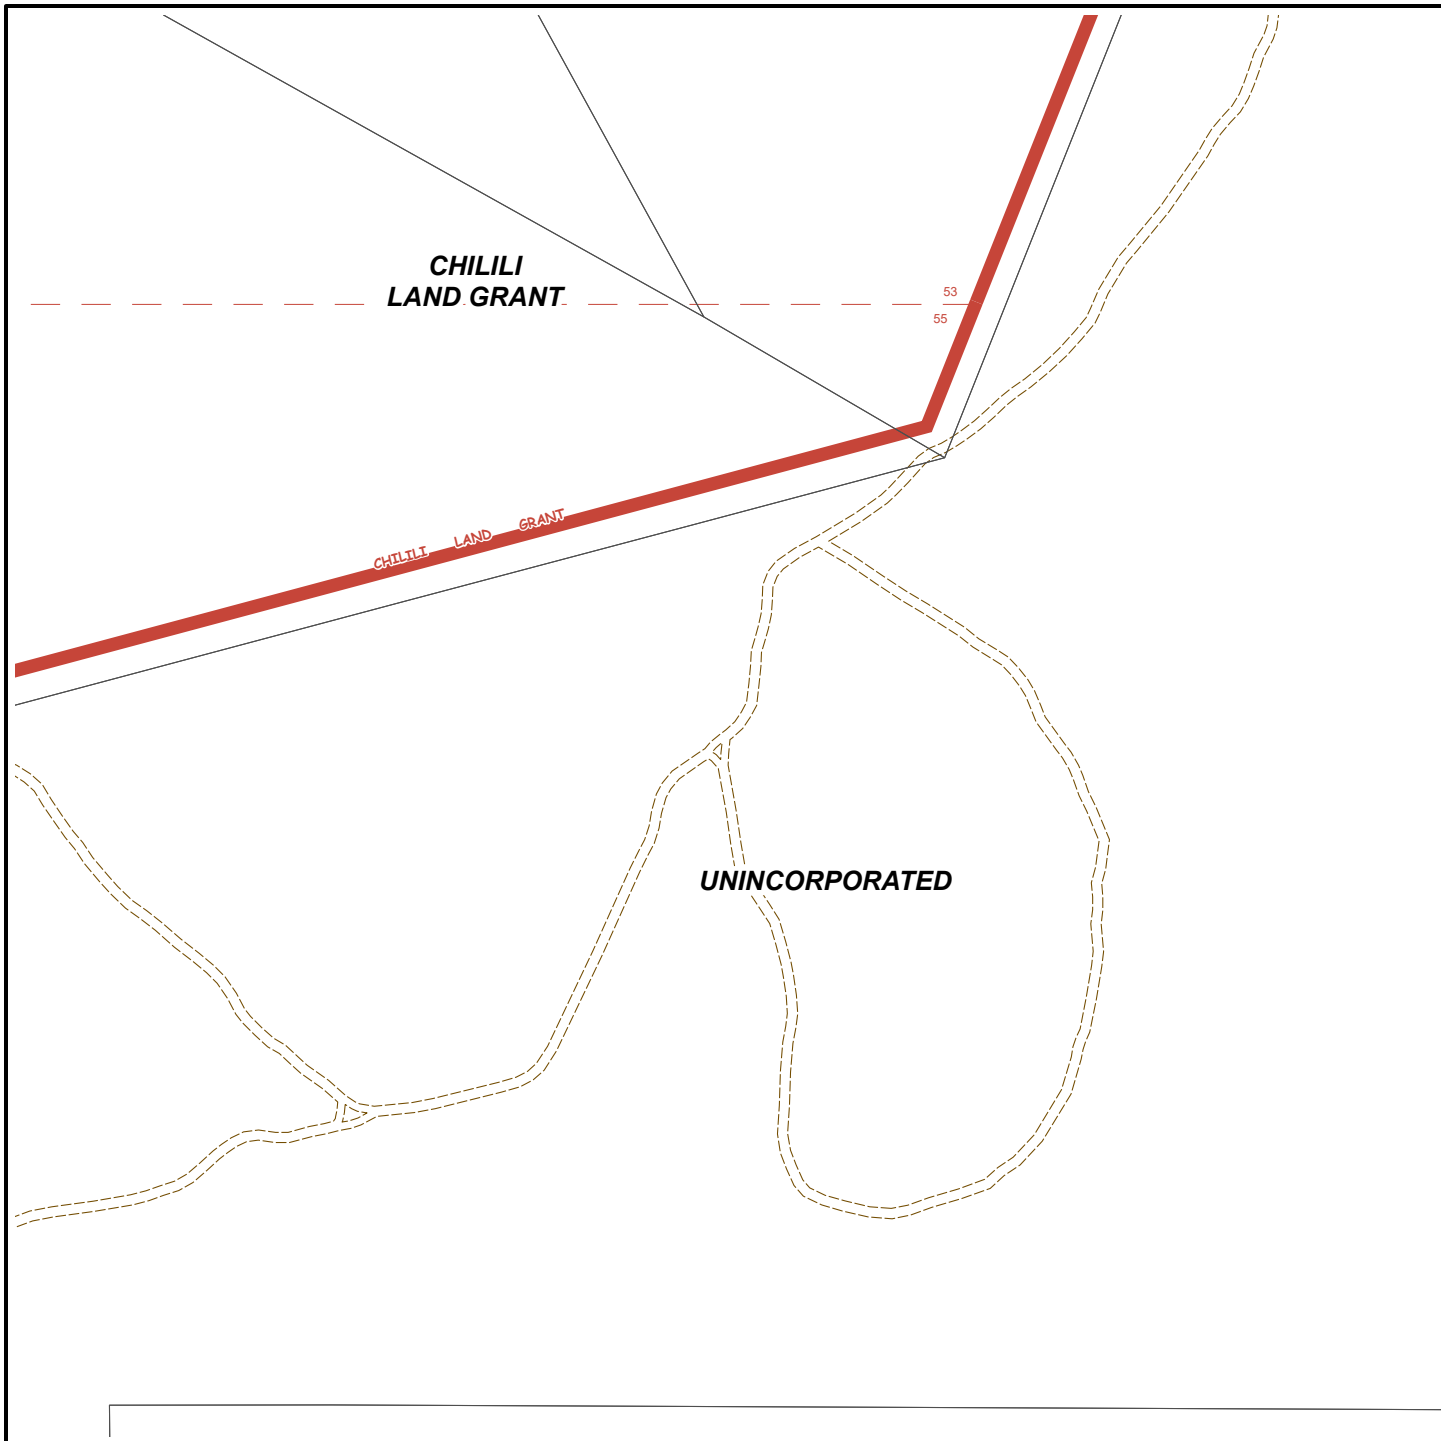 CHILILI
LAND GRANT
53
55
CHILILI LAND GRANT
UNINCORPORATED